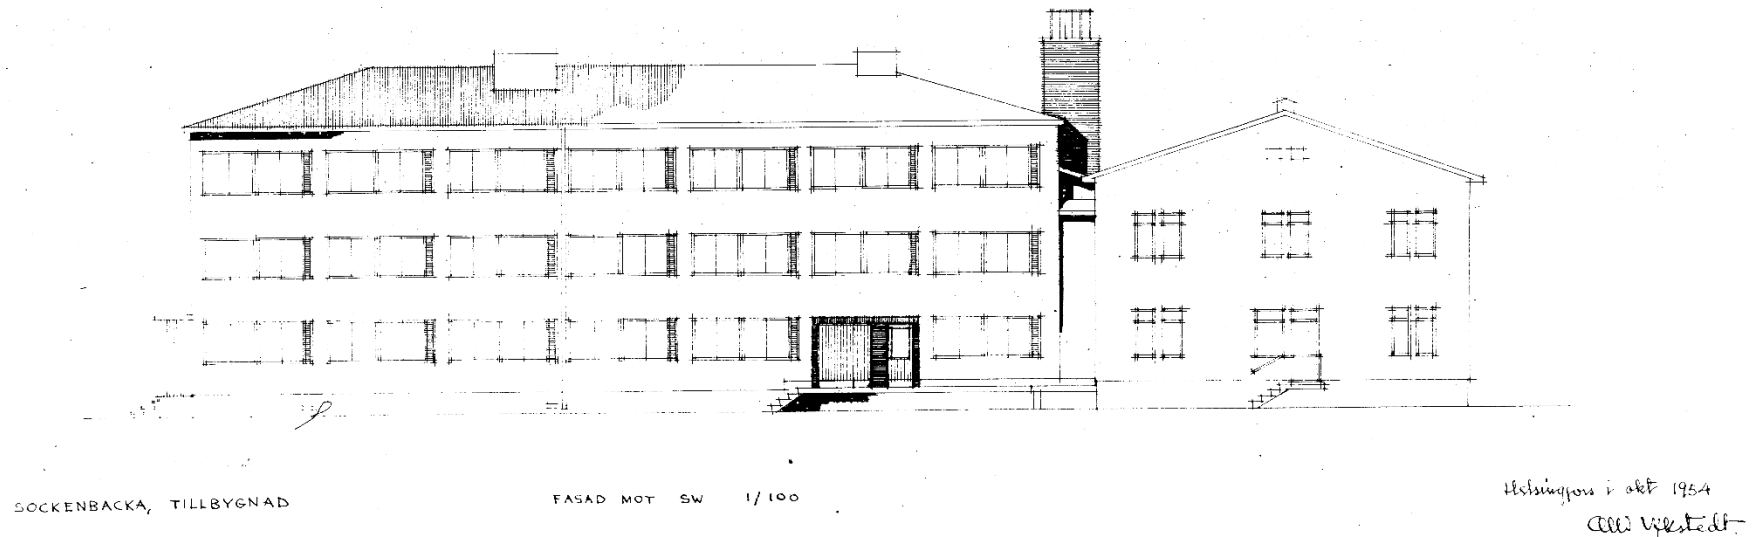 SOCKENBACKA, TILLBYGNAD
FASAD MOT SW 1/100
Helsingfors i okt 1954